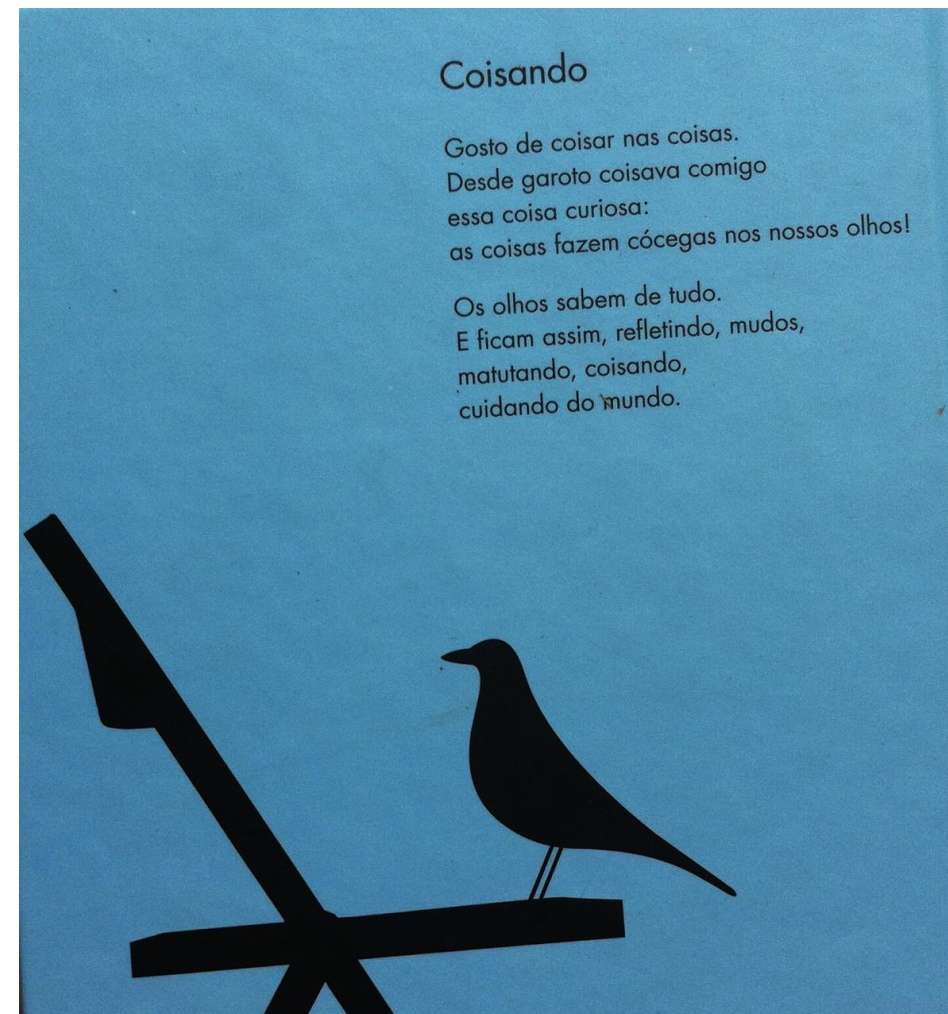 Coisando
Gosto de coisar nas coisas.
Desde garoto coisava comigo
essa coisa curiosa:
as coisas fazem cócegas nos nossos olhos!
Os olhos sabem de tudo.
E ficam assim, refletindo, mudos,
matutando, coisando,
cuidando do mundo.